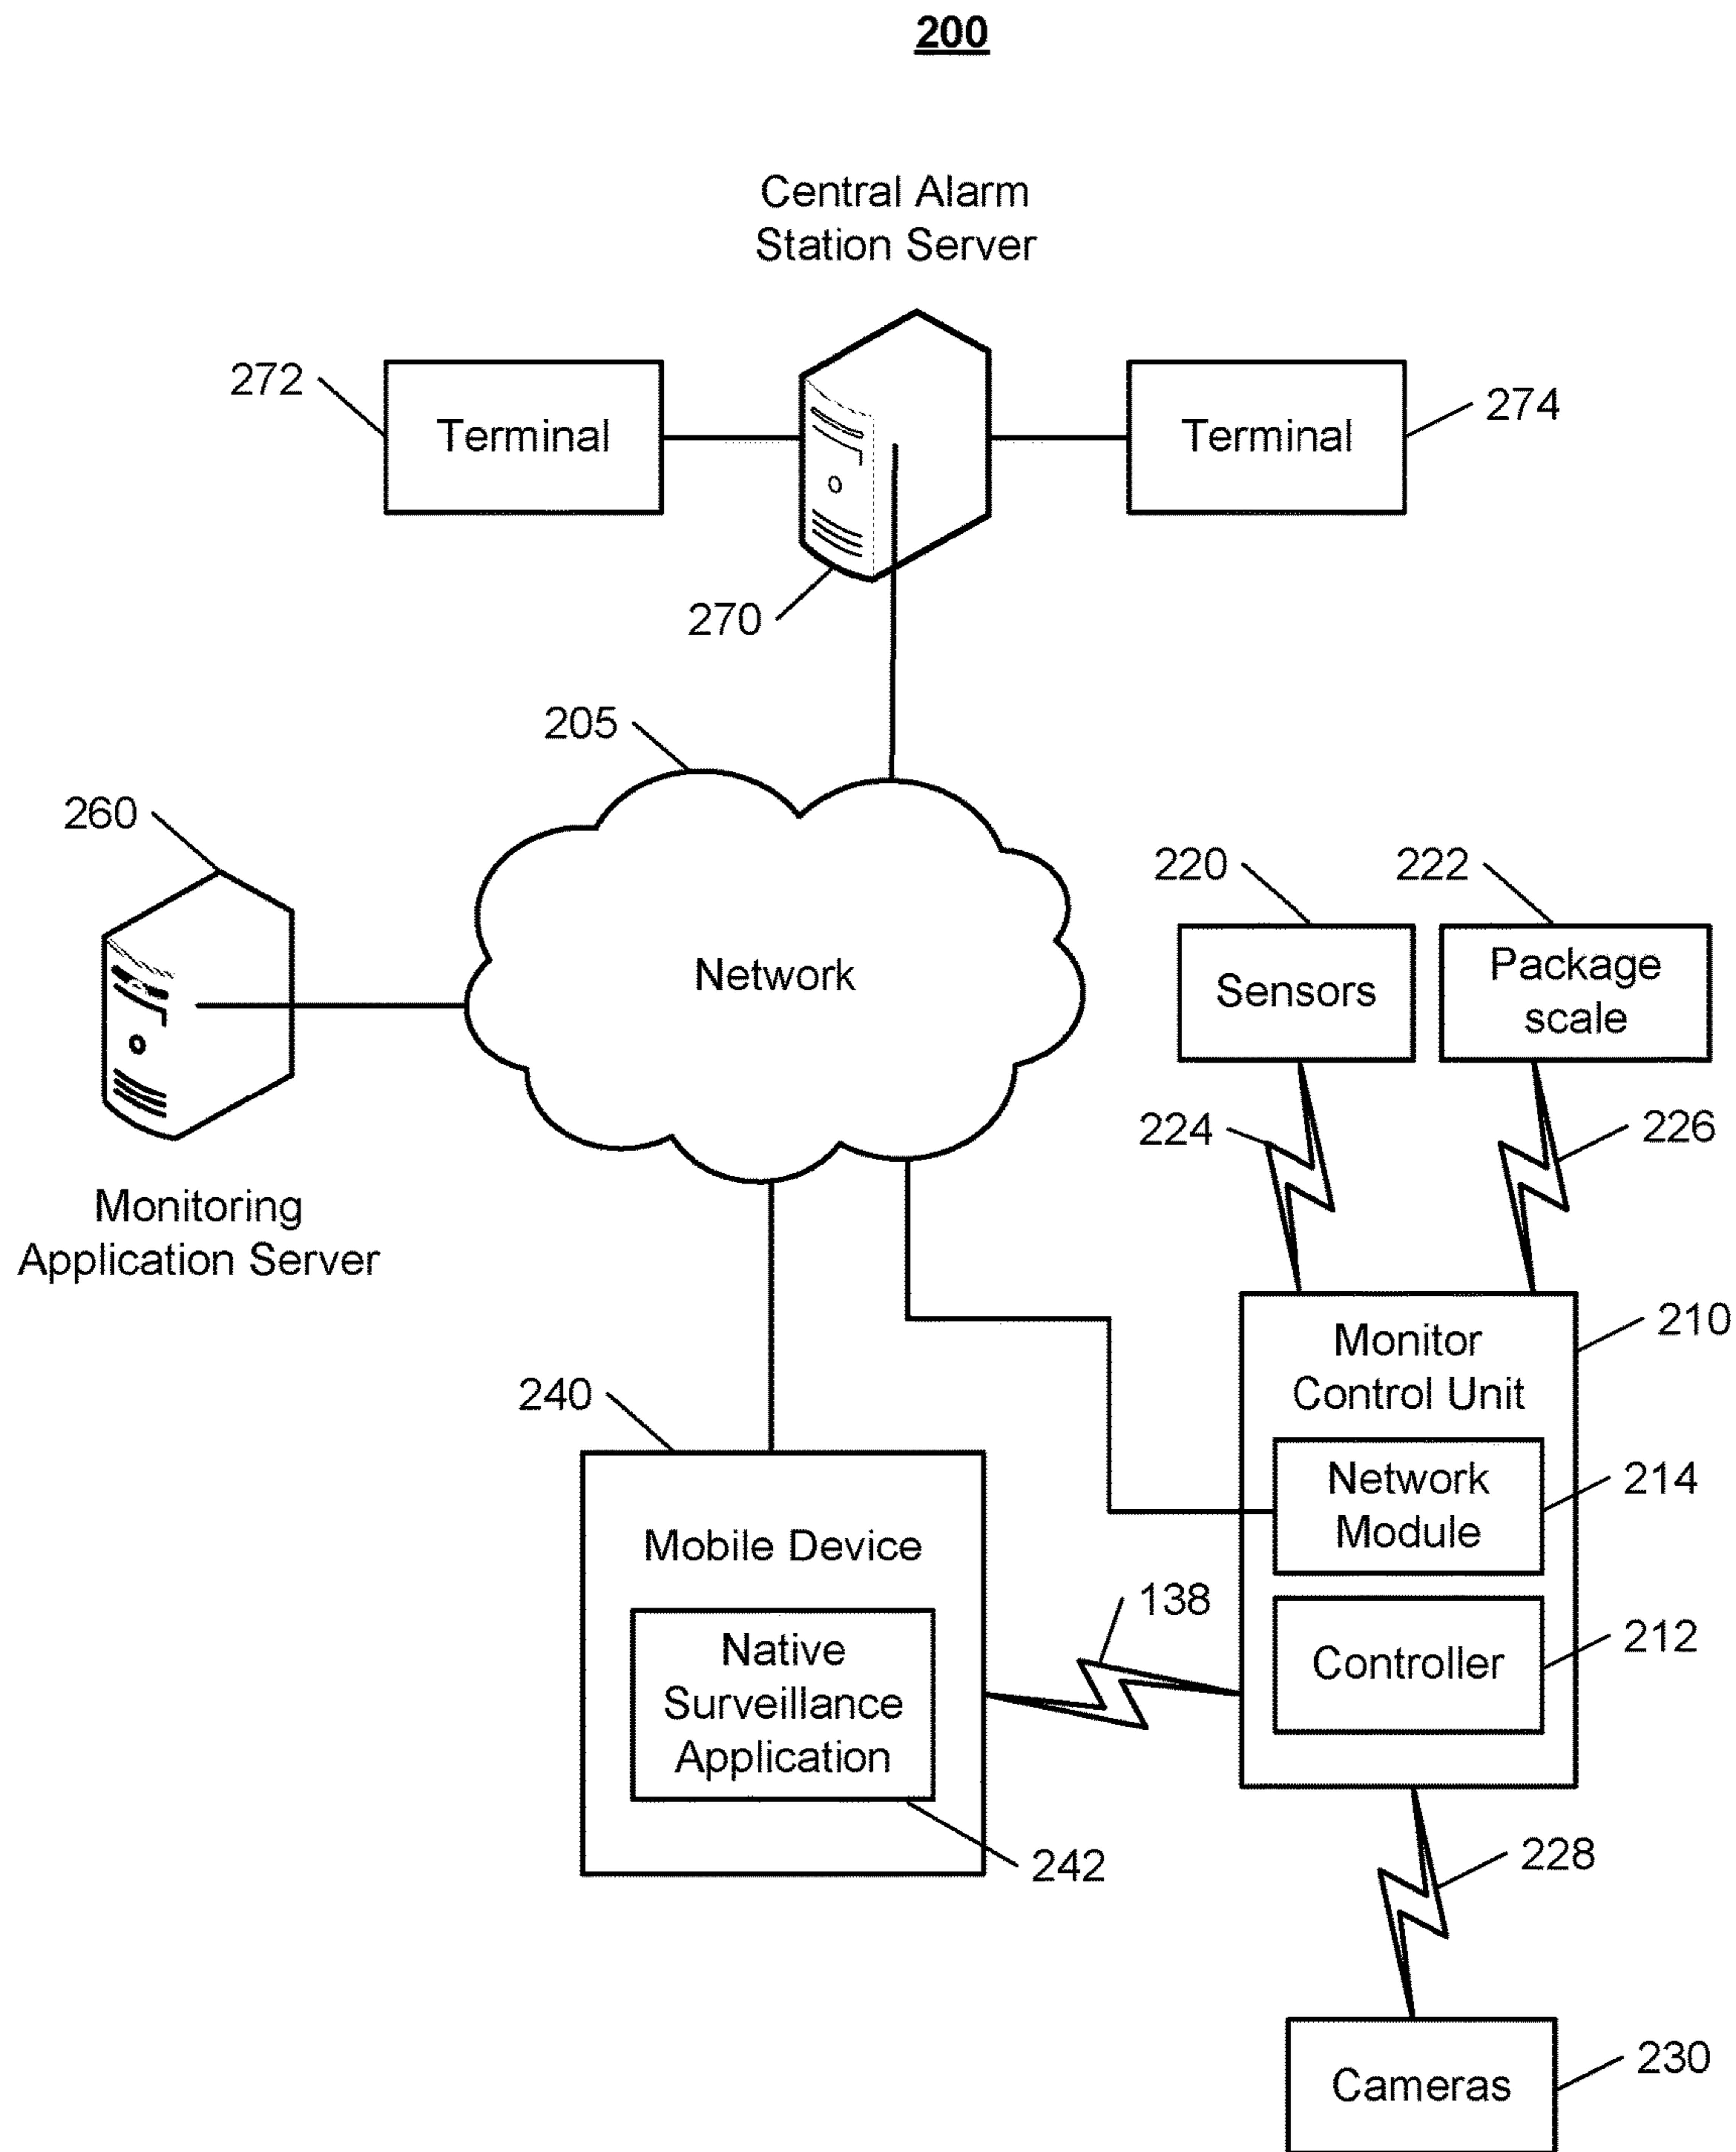 200
Central Alarm
Station Server
272
Terminal
Terminal
274
270
205
260
220
222
Network
Sensors
Package
scale
224
226
Monitoring
Application Server
210
Monitor
Control Unit
240
Network
Module
214
Mobile Device
138
Native
Surveillance
Application
Controller
212
242
228
Cameras
230